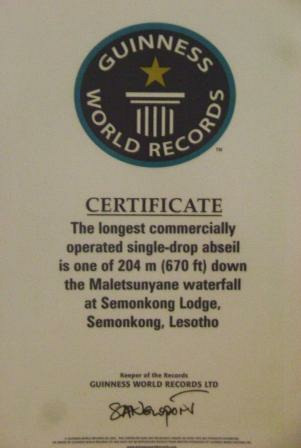 GUINNESS
WORLD RECORDS
TM
CERTIFICATE
The longest commercially
operated single-drop abseil
is one of 204 m (670 ft) down
the Maletsunyane waterfall
at Semonkong Lodge,
Semonkong, Lesotho
Keeper of the Records
GUINNESS WORLD RECORDS LTD